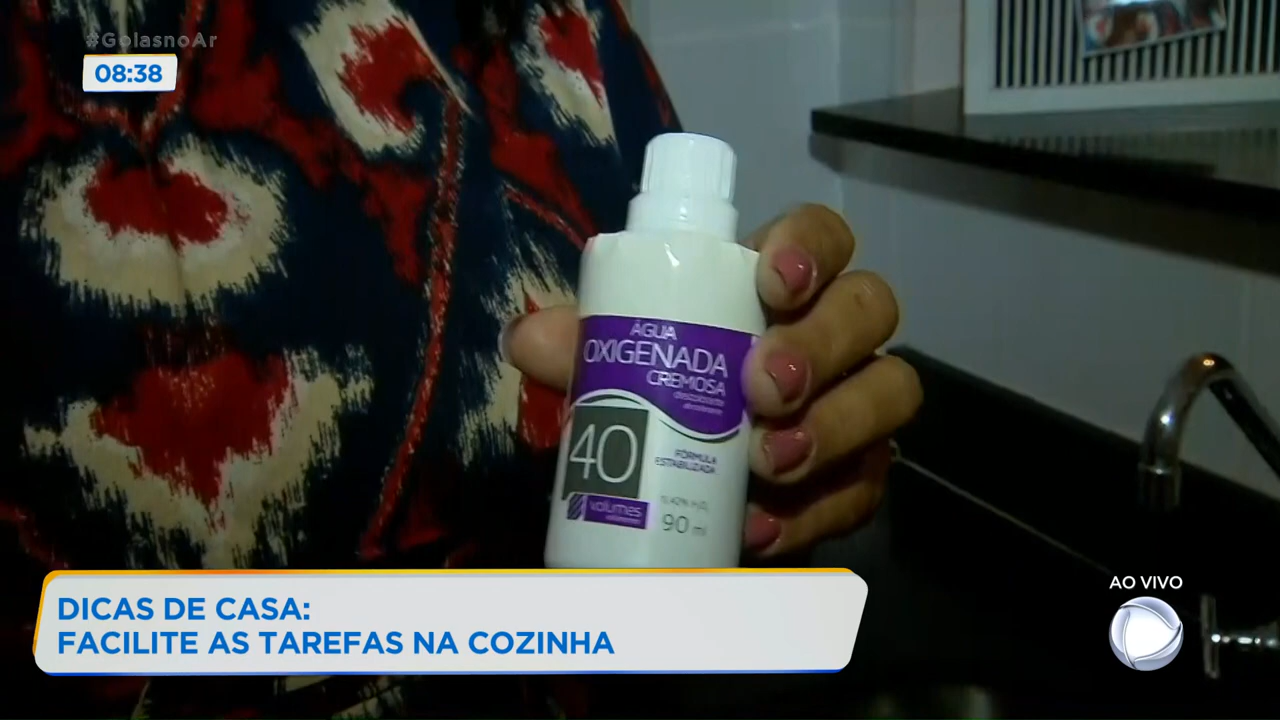 #GoiásnoAr
08:38
ÁGUA
OXIGENADA
CREMOSA
40
volumes
FÓRMULA
ESTABILIZADA
90 ml
DICAS DE CASA:
FACILITE AS TAREFAS NA COZINHA
AO VIVO